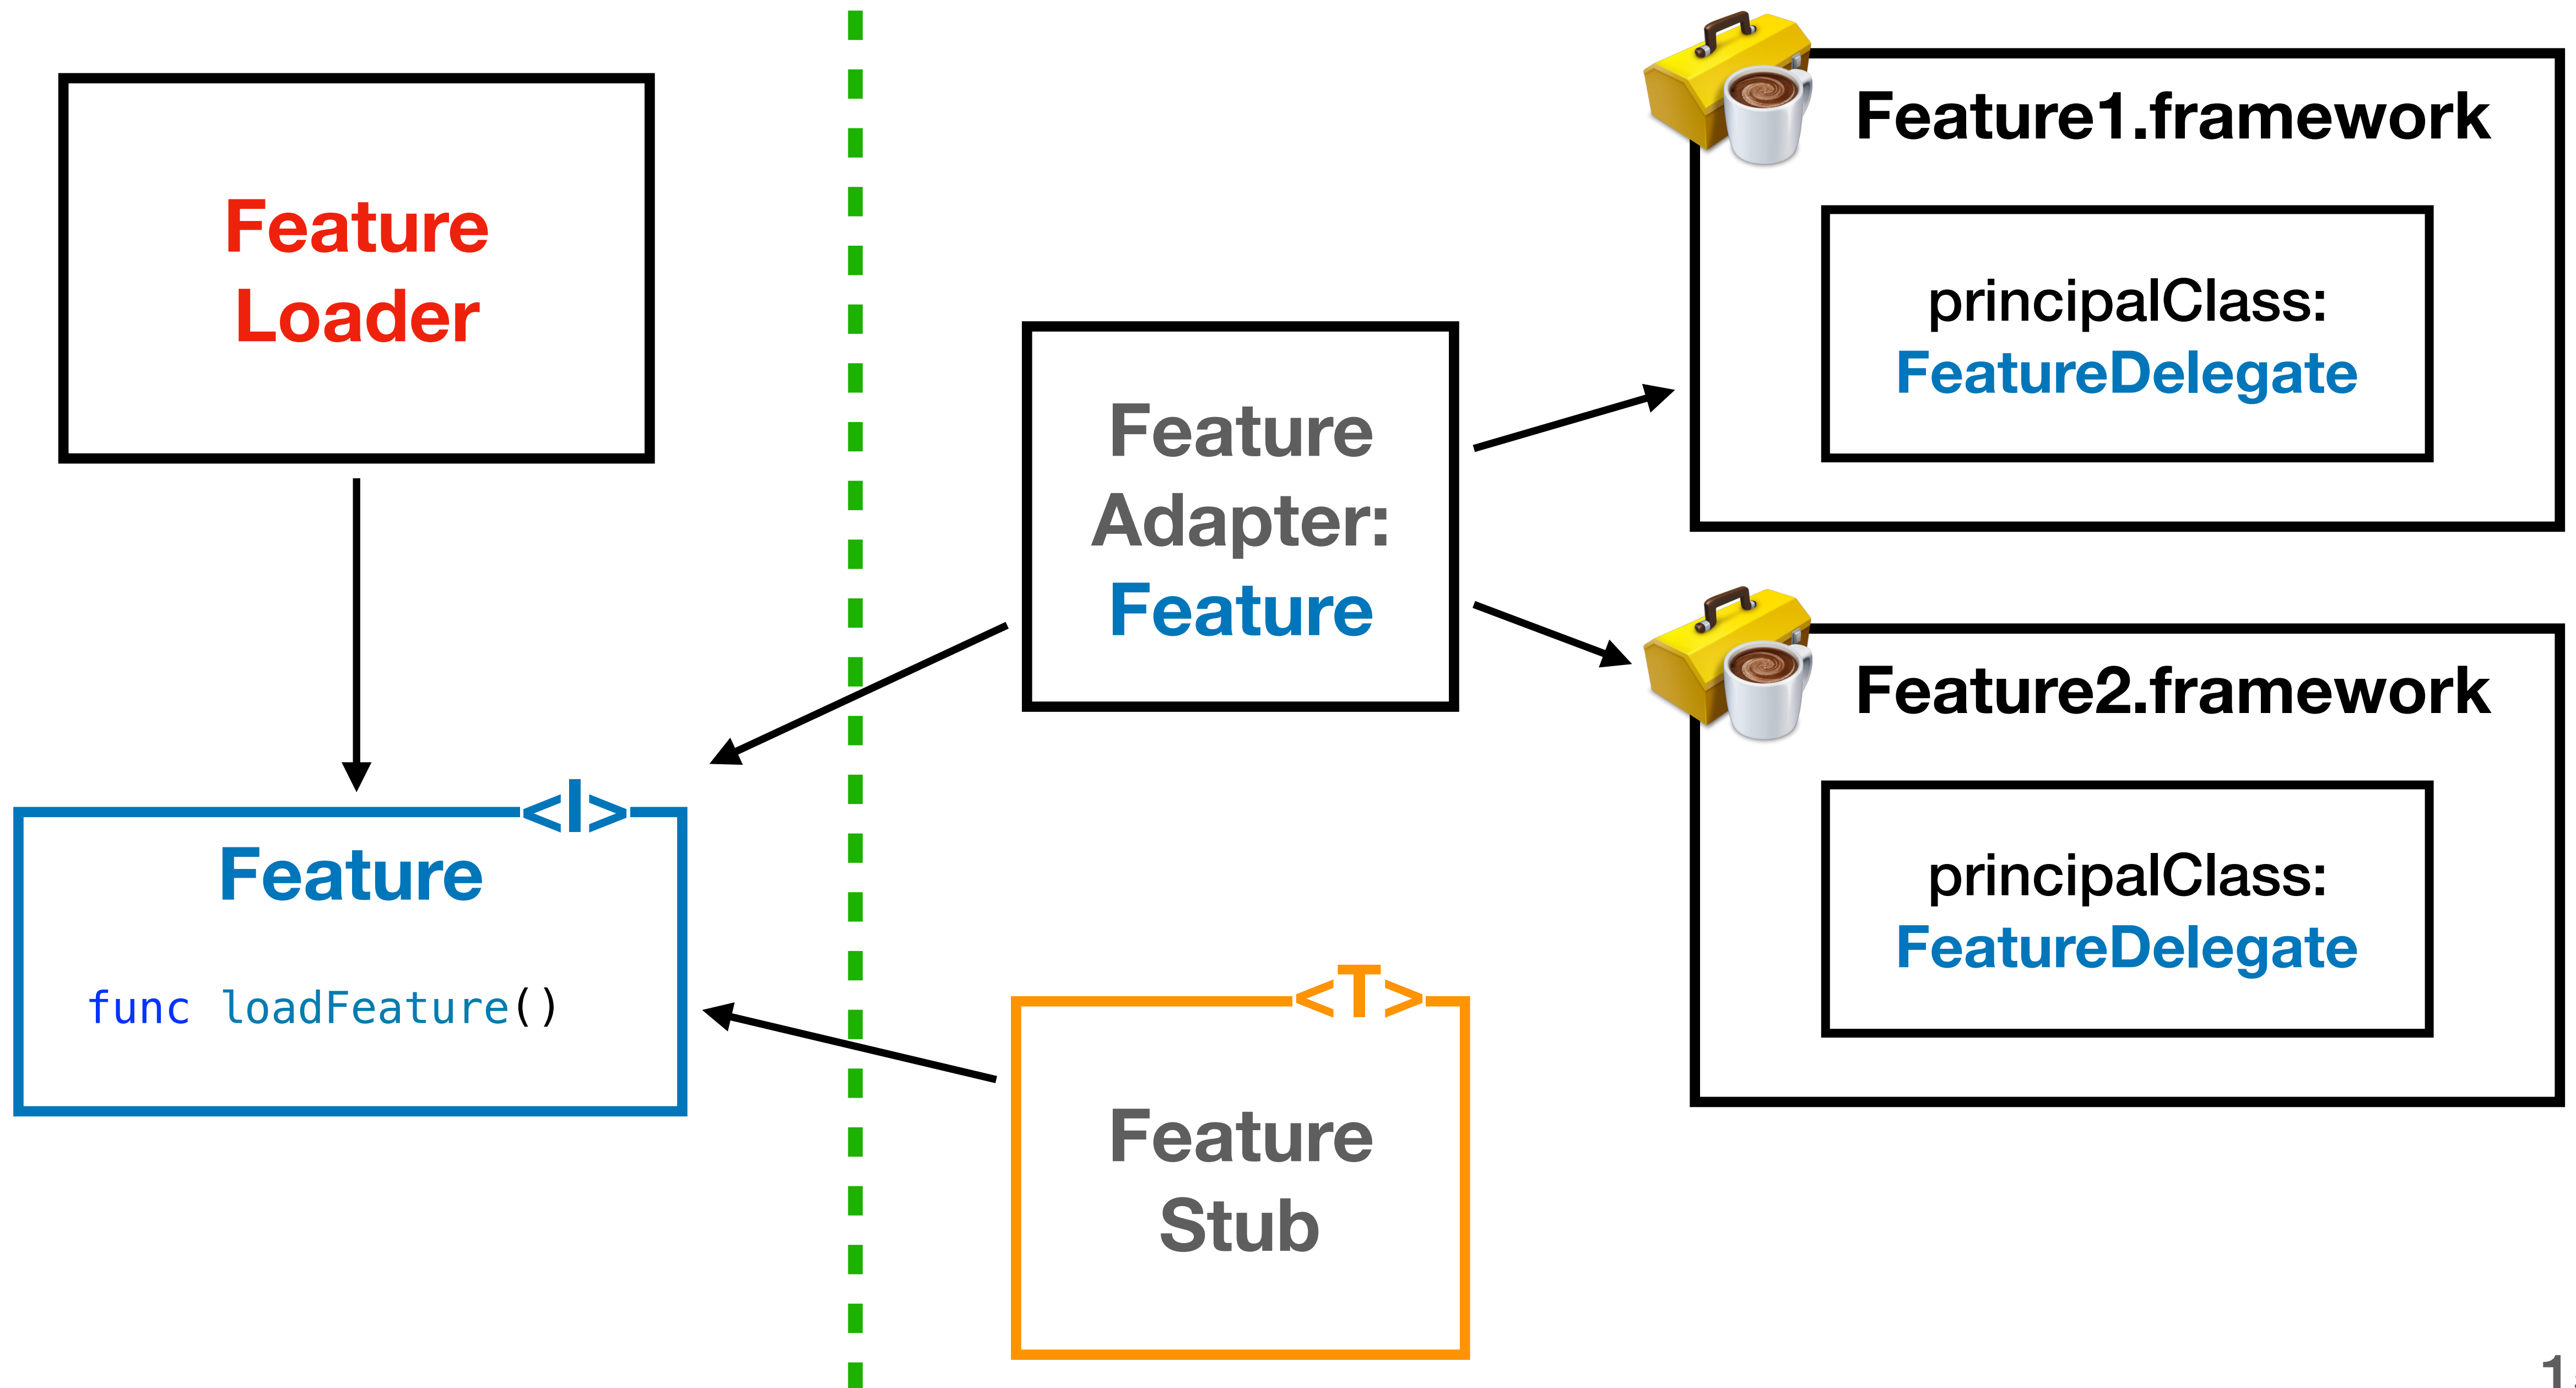 Feature
Loader
<I>
Feature
func loadFeature()
Feature
Adapter:
Feature
<T>
Feature
Stub
Feature1.framework
principalClass:
FeatureDelegate
Feature2.framework
principalClass:
FeatureDelegate